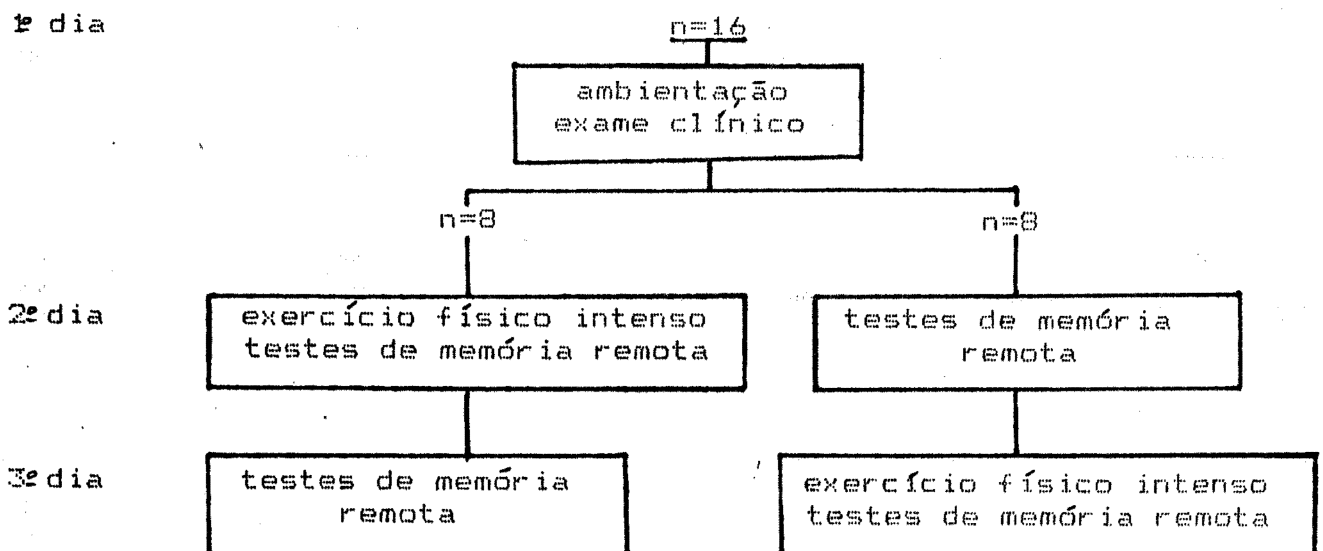 1º dia
n=16
ambientação
exame clínico
n=8
n=8
2º dia
exercício físico intenso
testes de memória remota
testes de memória
remota
3º dia
testes de memória
remota
exercício físico intenso
testes de memória remota